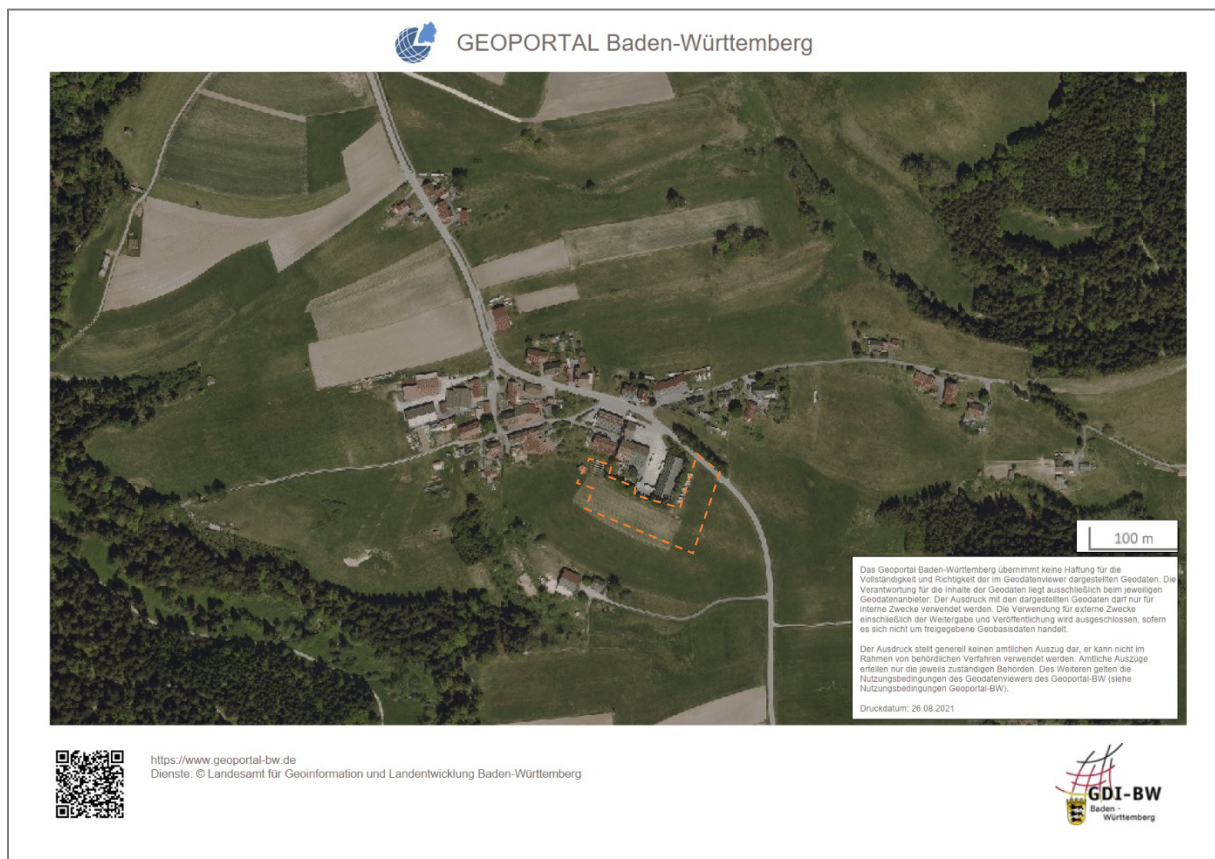 GEOPORTAL Baden-Württemberg
100 m
Das Geoportal Baden-Württemberg übernimmt keine Haftung für die
Vollständigkeit und Richtigkeit der im Geodatenviewer dargestellten Geodaten. Die
Verantwortung für die Inhalte der Geodaten liegt ausschließlich beim jeweiligen
Geodatenanbieter. Der Ausdruck mit den dargestellten Geodaten darf nur für
interne Zwecke verwendet werden. Die Verwendung für externe Zwecke
einschließlich der Weitergabe und Veröffentlichung wird ausgeschlossen, sofern
es sich nicht um freigegebene Geobasisdaten handelt.
Der Ausdruck stellt generell keinen amtlichen Auszug dar, er kann nicht im
Rahmen von behördlichen Verfahren verwendet werden. Amtliche Auszüge
erteilen nur die jeweils zuständigen Behörden. Des Weiteren gelten die
Nutzungsbedingungen des Geodatenviewers des Geoportal-BW (siehe
Nutzungsbedingungen Geoportal-BW).
Druckdatum: 26.08.2021
https://www.geoportal-bw.de
Dienste: © Landesamt für Geoinformation und Landentwicklung Baden-Württemberg
GDI-BW
Baden -
Württemberg